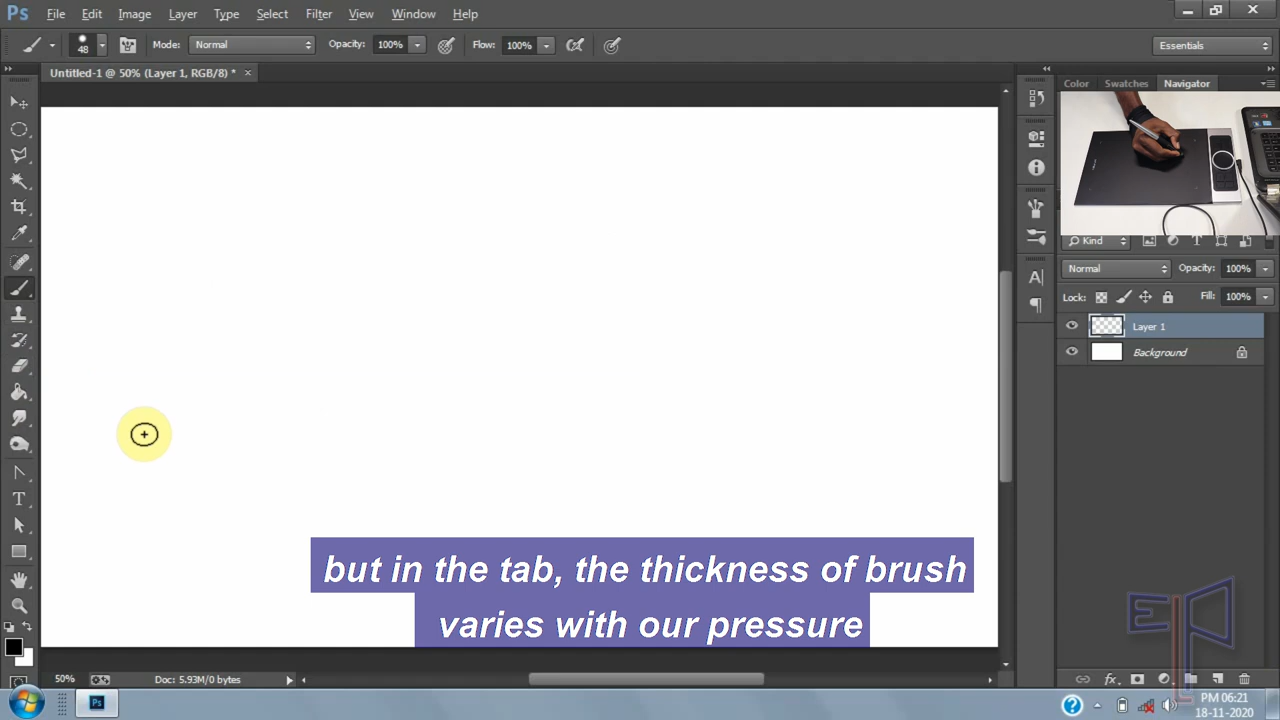 Ps File Edit Image Layer Type Select Filter View Window Help
48 Mode: Normal Opacity: 100% Flow: 100% Essentials
Untitled-1 @ 50% (Layer 1, RGB/8) * ×
Color Swatches Navigator
Kind
Normal Opacity: 100%
Lock: Fill: 100%
Layer 1
Background
but in the tab, the thickness of brush
varies with our pressure
50% Doc: 5.93M/0 bytes
Ps PM 06:21
18-11-2020